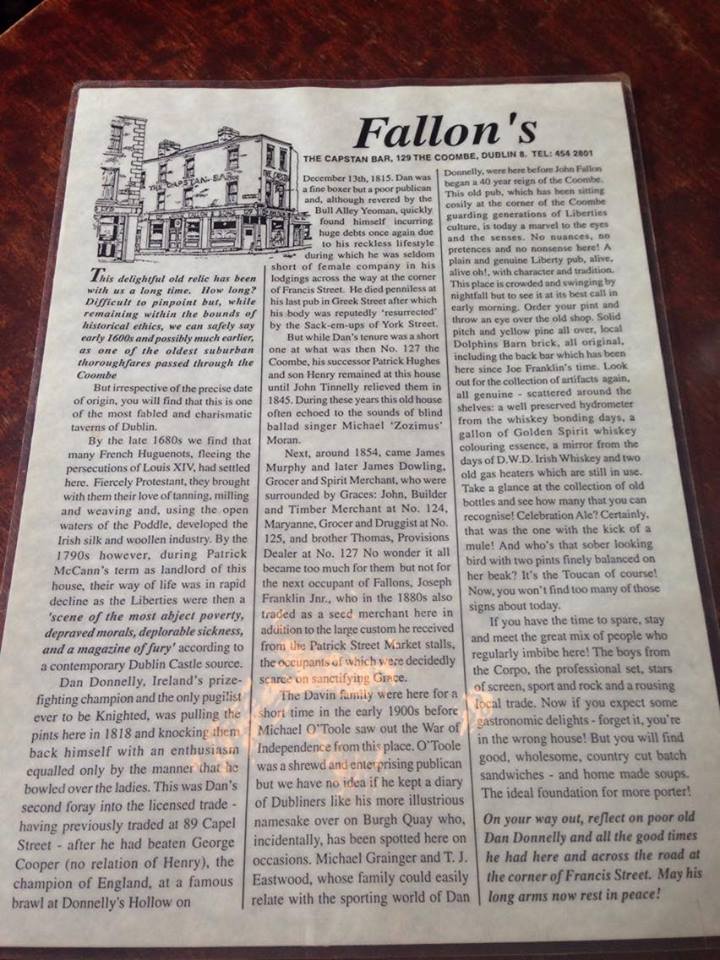 Fallon's
THE CAPSTAN BAR, 129 THE COOMBE, DUBLIN 8. TEL: 454 2801
THE CAPSTAN BAR
This delightful old relic has been
with us a long time. How long?
Difficult to pinpoint but, while
remaining within the bounds of
historical ethics, we can safely say
early 1600s and possibly much earlier,
as one of the oldest suburban
thoroughfares passed through the
Coombe
But irrespective of the precise date
of origin, you will find that this is one
of the most fabled and charismatic
taverns of Dublin.
By the late 1680s we find that
many French Huguenots, fleeing the
persecutions of Louis XIV, had settled
here. Fiercely Protestant, they brought
with them their love of tanning, milling
and weaving and, using the open
waters of the Poddle, developed the
Irish silk and woollen industry. By the
1790s however, during Patrick
McCann's term as landlord of this
house, their way of life was in rapid
decline as the Liberties were then a
'scene of the most abject poverty,
depraved morals, deplorable sickness,
and a magazine of fury' according to
a contemporary Dublin Castle source.
Dan Donnelly, Ireland's prize-
fighting champion and the only pugilist
ever to be Knighted, was pulling the
pints here in 1818 and knocking them
back himself with an enthusiasm
equalled only by the manner that he
bowled over the ladies. This was Dan's
second foray into the licensed trade -
having previously traded at 89 Capel
Street - after he had beaten George
Cooper (no relation of Henry), the
champion of England, at a famous
brawl at Donnelly's Hollow on
December 13th, 1815. Dan was
a fine boxer but a poor publican
and, although revered by the
Bull Alley Yeoman, quickly
found himself incurring
huge debts once again due
to his reckless lifestyle
during which he was seldom
short of female company in his
lodgings across the way at the corner
of Francis Street. He died penniless at
his last pub in Greek Street after which
his body was reputedly 'resurrected'
by the Sack-em-ups of York Street.
But while Dan's tenure was a short
one at what was then No. 127 the
Coombe, his successor Patrick Hughes
and son Henry remained at this house
until John Tinnelly relieved them in
1845. During these years this old house
often echoed to the sounds of blind
ballad singer Michael 'Zozimus'
Moran.
Next, around 1854, came James
Murphy and later James Dowling,
Grocer and Spirit Merchant, who were
surrounded by Graces: John, Builder
and Timber Merchant at No. 124,
Maryanne, Grocer and Druggist at No.
125, and brother Thomas, Provisions
Dealer at No. 127 No wonder it all
became too much for them but not for
the next occupant of Fallons, Joseph
Franklin Jnr., who in the 1880s also
traded as a seed merchant here in
addition to the large custom he received
from the Patrick Street Market stalls,
the occupants of which were decidedly
scarce on sanctifying Grace.
The Davin family were here for a
short time in the early 1900s before
Michael O'Toole saw out the War of
Independence from this place. O'Toole
was a shrewd and enterprising publican
but we have no idea if he kept a diary
of Dubliners like his more illustrious
namesake over on Burgh Quay who,
incidentally, has been spotted here on
occasions. Michael Grainger and T. J.
Eastwood, whose family could easily
relate with the sporting world of Dan
Donnelly, were here before John Fallon
began a 40 year reign of the Coombe.
This old pub, which has been sitting
cosily at the corner of the Coombe
guarding generations of Liberties
culture, is today a marvel to the eyes
and the senses. No nuances, no
pretences and no nonsense here! A
plain and genuine Liberty pub, alive,
alive oh!, with character and tradition.
This place is crowded and swinging by
nightfall but to see it at its best call in
early morning. Order your pint and
throw an eye over the old shop. Solid
pitch and yellow pine all over, local
Dolphins Barn brick, all original,
including the back bar which has been
here since Joe Franklin's time. Look
out for the collection of artifacts again,
all genuine - scattered around the
shelves: a well preserved hydrometer
from the whiskey bonding days, a
gallon of Golden Spirit whiskey
colouring essence, a mirror from the
days of D.W.D. Irish Whiskey and two
old gas heaters which are still in use.
Take a glance at the collection of old
bottles and see how many that you can
recognise! Celebration Ale? Certainly,
that was the one with the kick of a
mule! And who's that sober looking
bird with two pints finely balanced on
her beak? It's the Toucan of course!
Now, you won't find too many of those
signs about today.
If you have the time to spare, stay
and meet the great mix of people who
regularly imbibe here! The boys from
the Corpo, the professional set, stars
of screen, sport and rock and a rousing
local trade. Now if you expect some
gastronomic delights - forget it, you're
in the wrong house! But you will find
good, wholesome, country cut batch
sandwiches - and home made soups.
The ideal foundation for more porter!
On your way out, reflect on poor old
Dan Donnelly and all the good times
he had here and across the road at
the corner of Francis Street. May his
long arms now rest in peace!